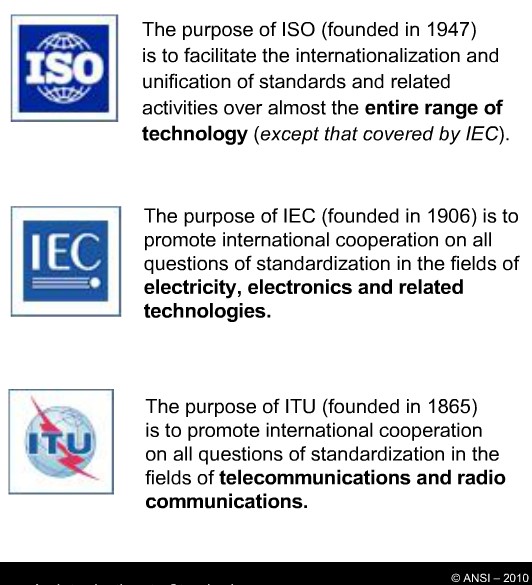 ISO
The purpose of ISO (founded in 1947)
is to facilitate the internationalization and
unification of standards and related
activities over almost the entire range of
technology (except that covered by IEC).
IEC
The purpose of IEC (founded in 1906) is to
promote international cooperation on all
questions of standardization in the fields of
electricity, electronics and related
technologies.
ITU
The purpose of ITU (founded in 1865)
is to promote international cooperation
on all questions of standardization in the
fields of telecommunications and radio
communications.
© ANSI – 2010